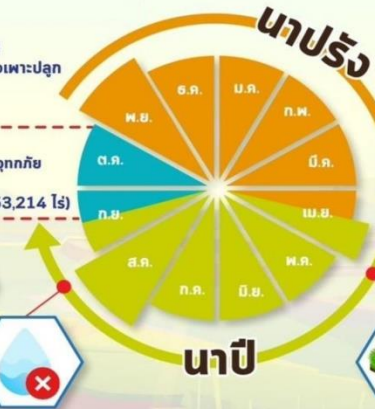 นาปรัง
อเพาะปลูก
ธ.ค.
ม.ค.
พ.ย.
ก.พ.
ต.ค.
มี.ค.
อุทกภัย
53,214 ไร่)
ก.ย.
เม.ย.
ส.ค.
พ.ค.
ก.ค.
มิ.ย.
นาปี